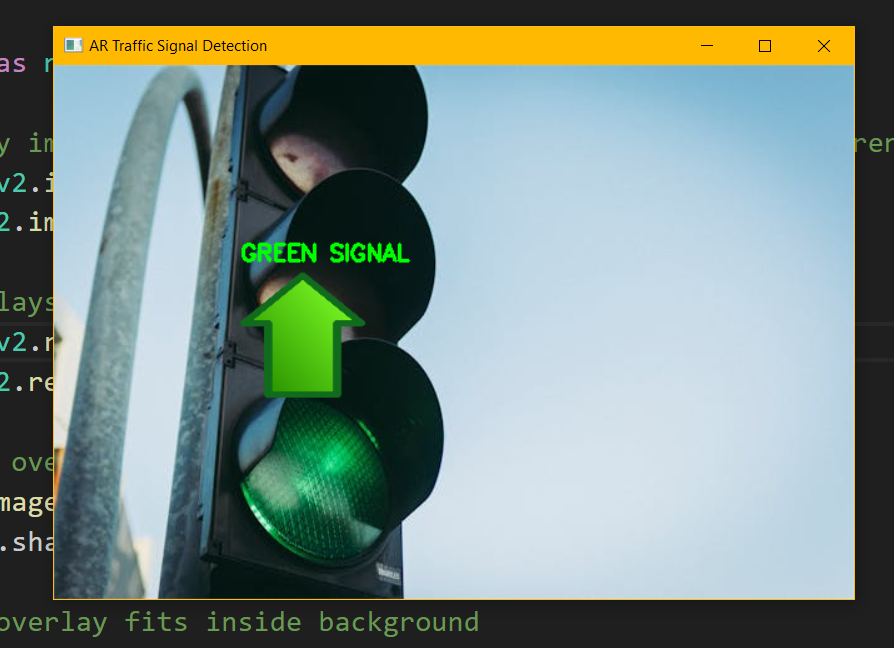 AR Traffic Signal Detection
as
y im
ren
v2.i
2.im
GREEN SIGNAL
lays
v2.r
2.re
ove
mage
.sha
overlay fits inside background